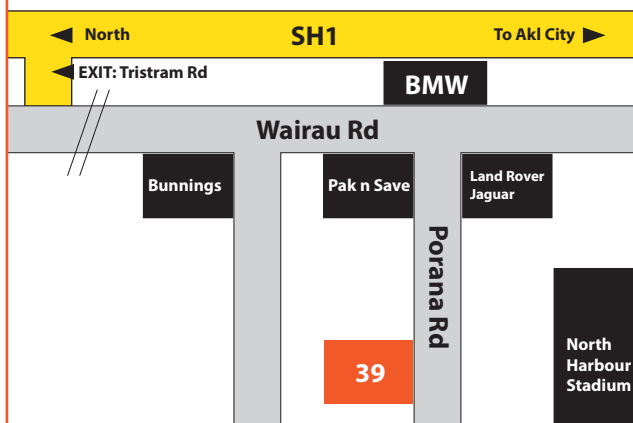 North
SH1
To Akl City
EXIT: Tristram Rd
BMW
Wairau Rd
Bunnings
Pak n Save
Land Rover
Jaguar
Porana Rd
39
North
Harbour
Stadium